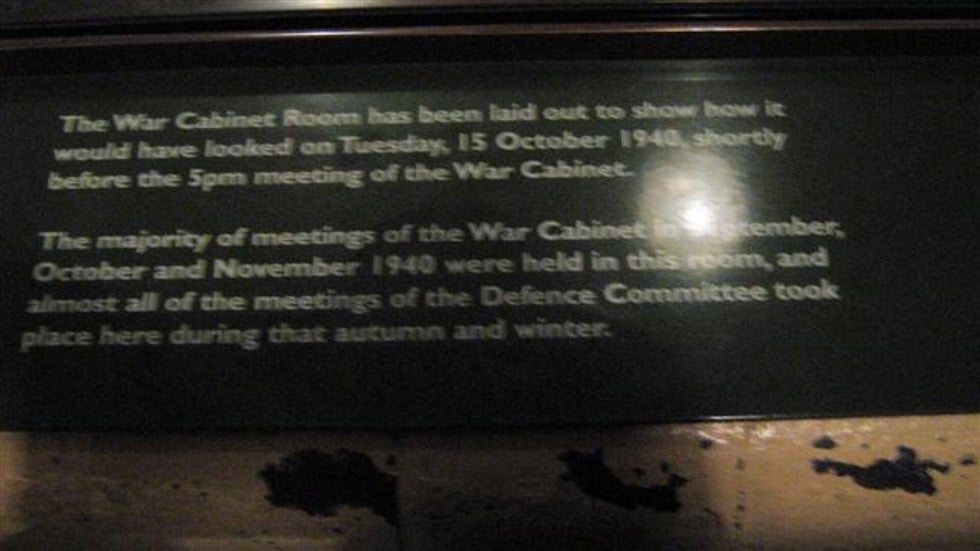 The War Cabinet Room has been laid out to show how it
would have looked on Tuesday, 15 October 1940, shortly
before the 5pm meeting of the War Cabinet.
The majority of meetings of the War Cabinet in September,
October and November 1940 were held in this room, and
almost all of the meetings of the Defence Committee took
place here during that autumn and winter.